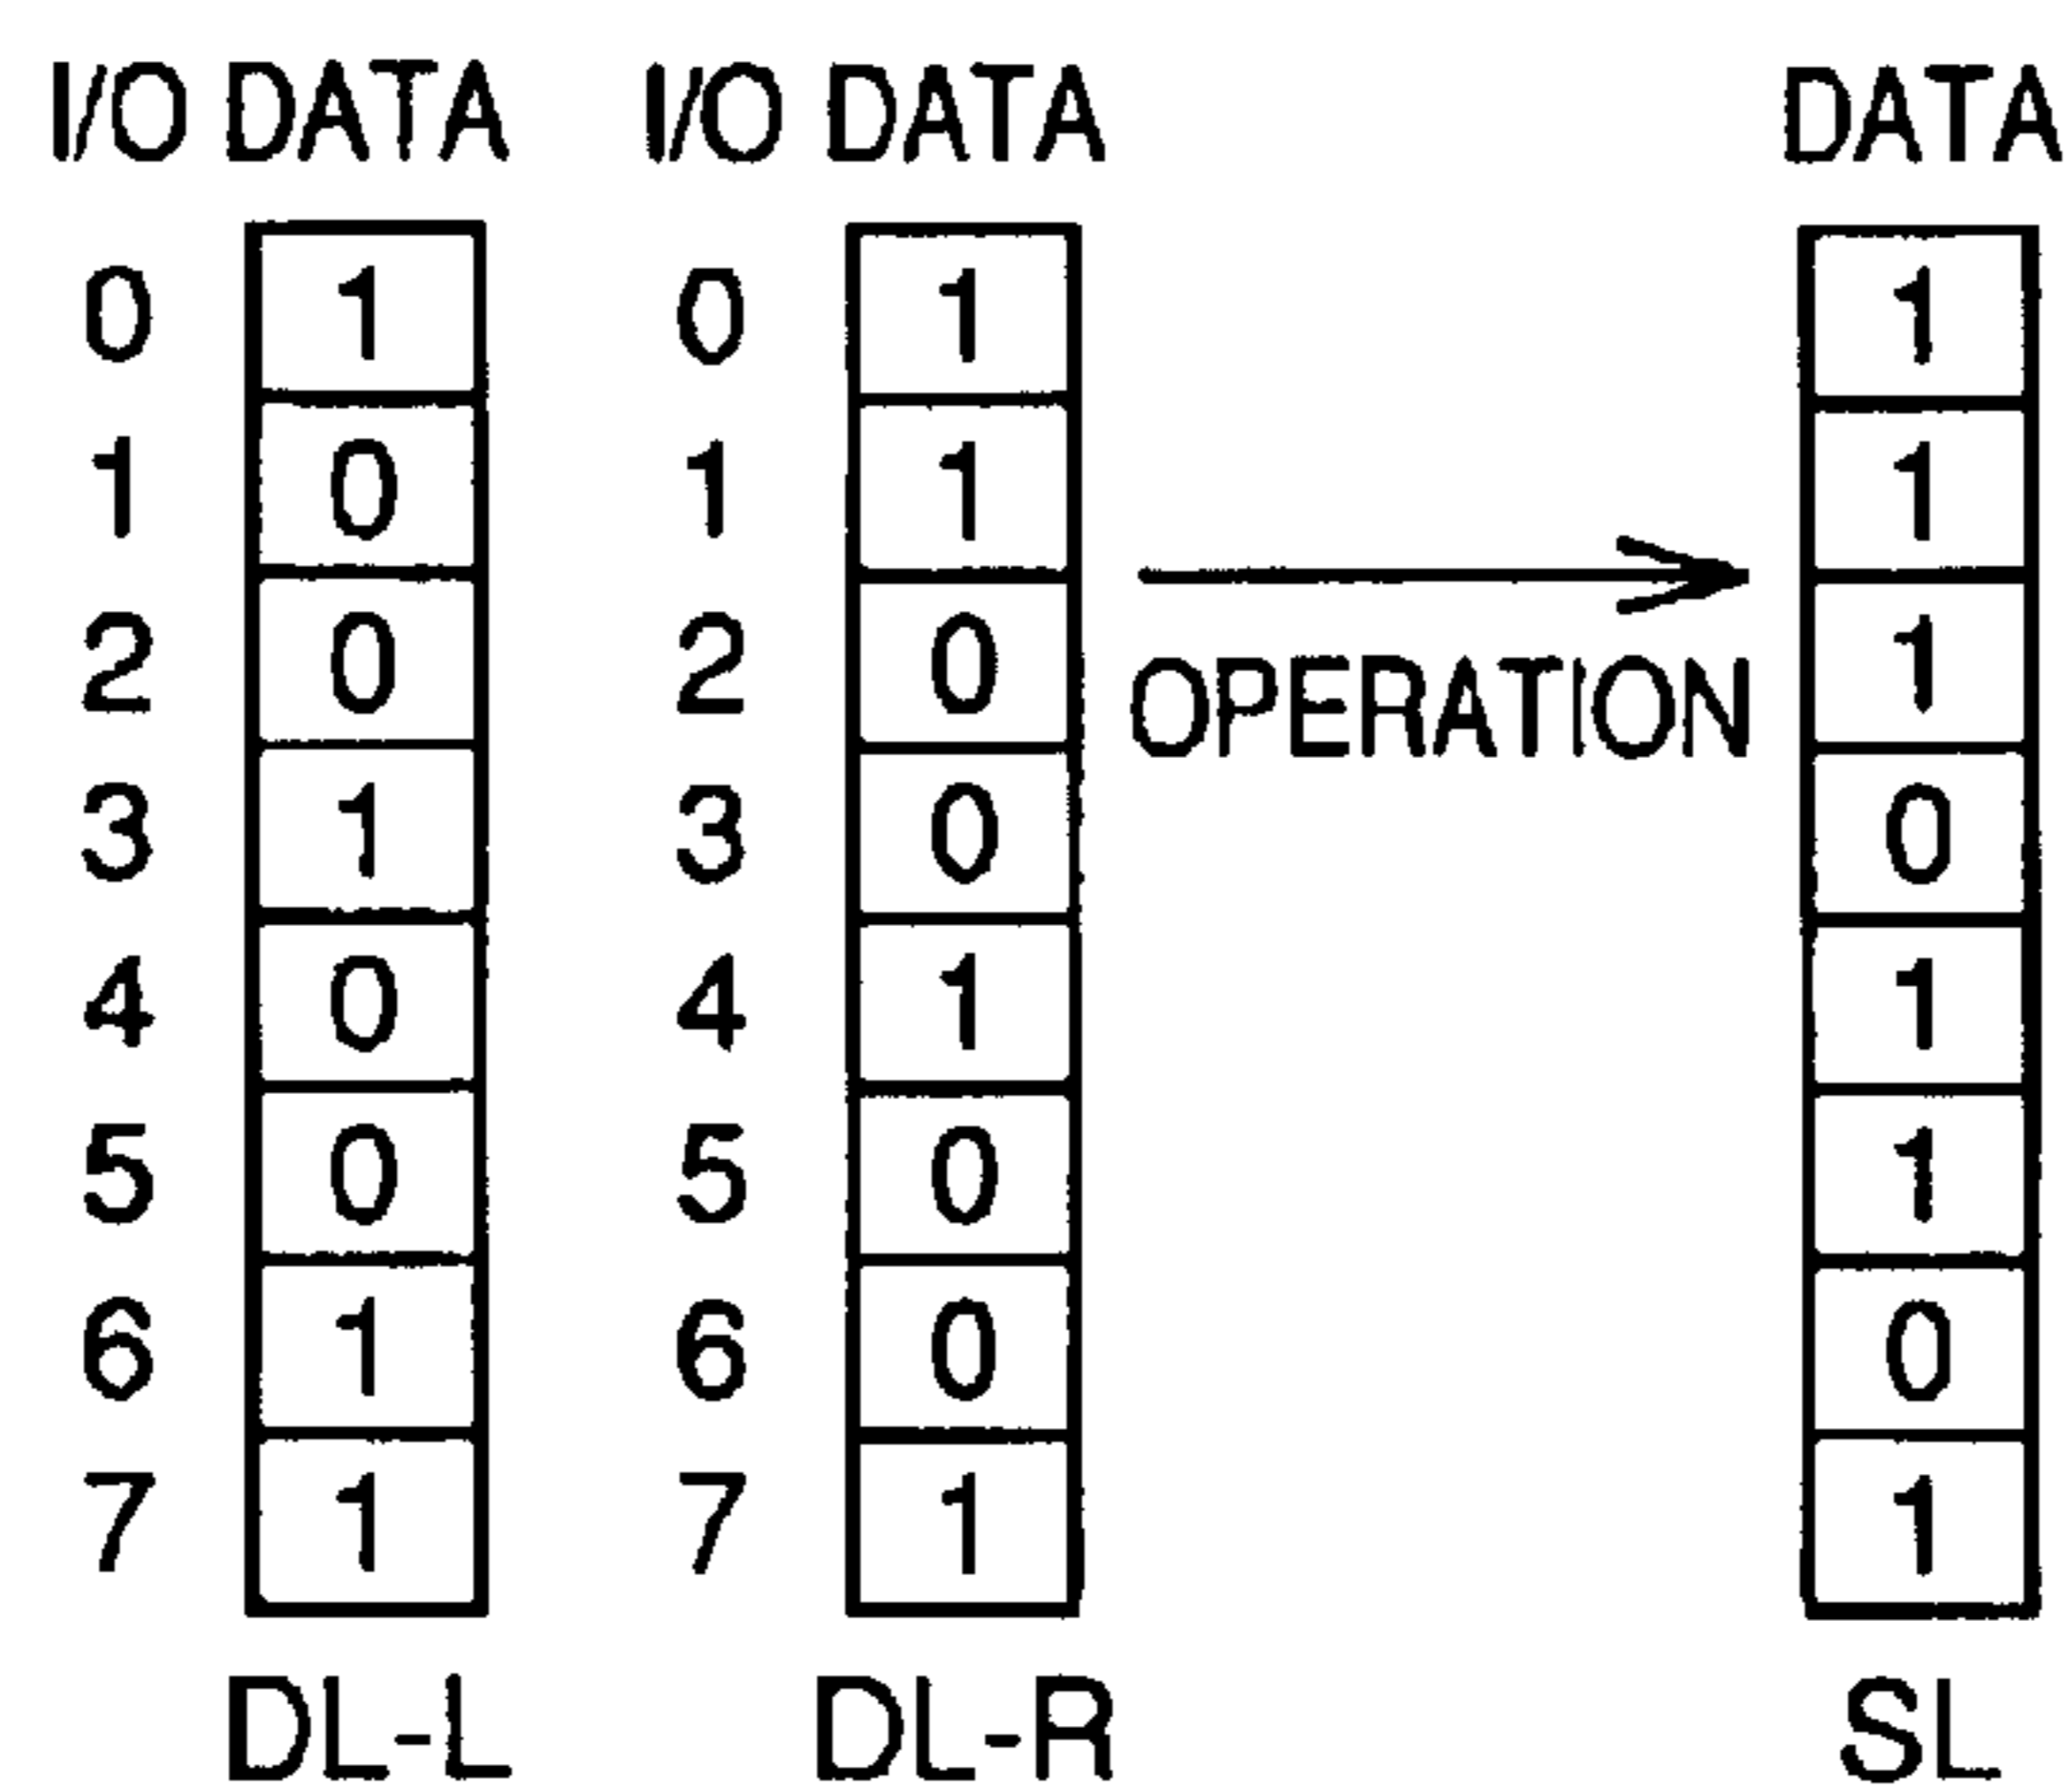 I/O DATA I/O DATA DATA
0 1 0 1 1
1 0 1 1 1
2 0 2 0 1
OPERATION
3 1 3 0 0
4 0 4 1 1
5 0 5 0 1
6 1 6 0 0
7 1 7 1 1
DL-L DL-R SL